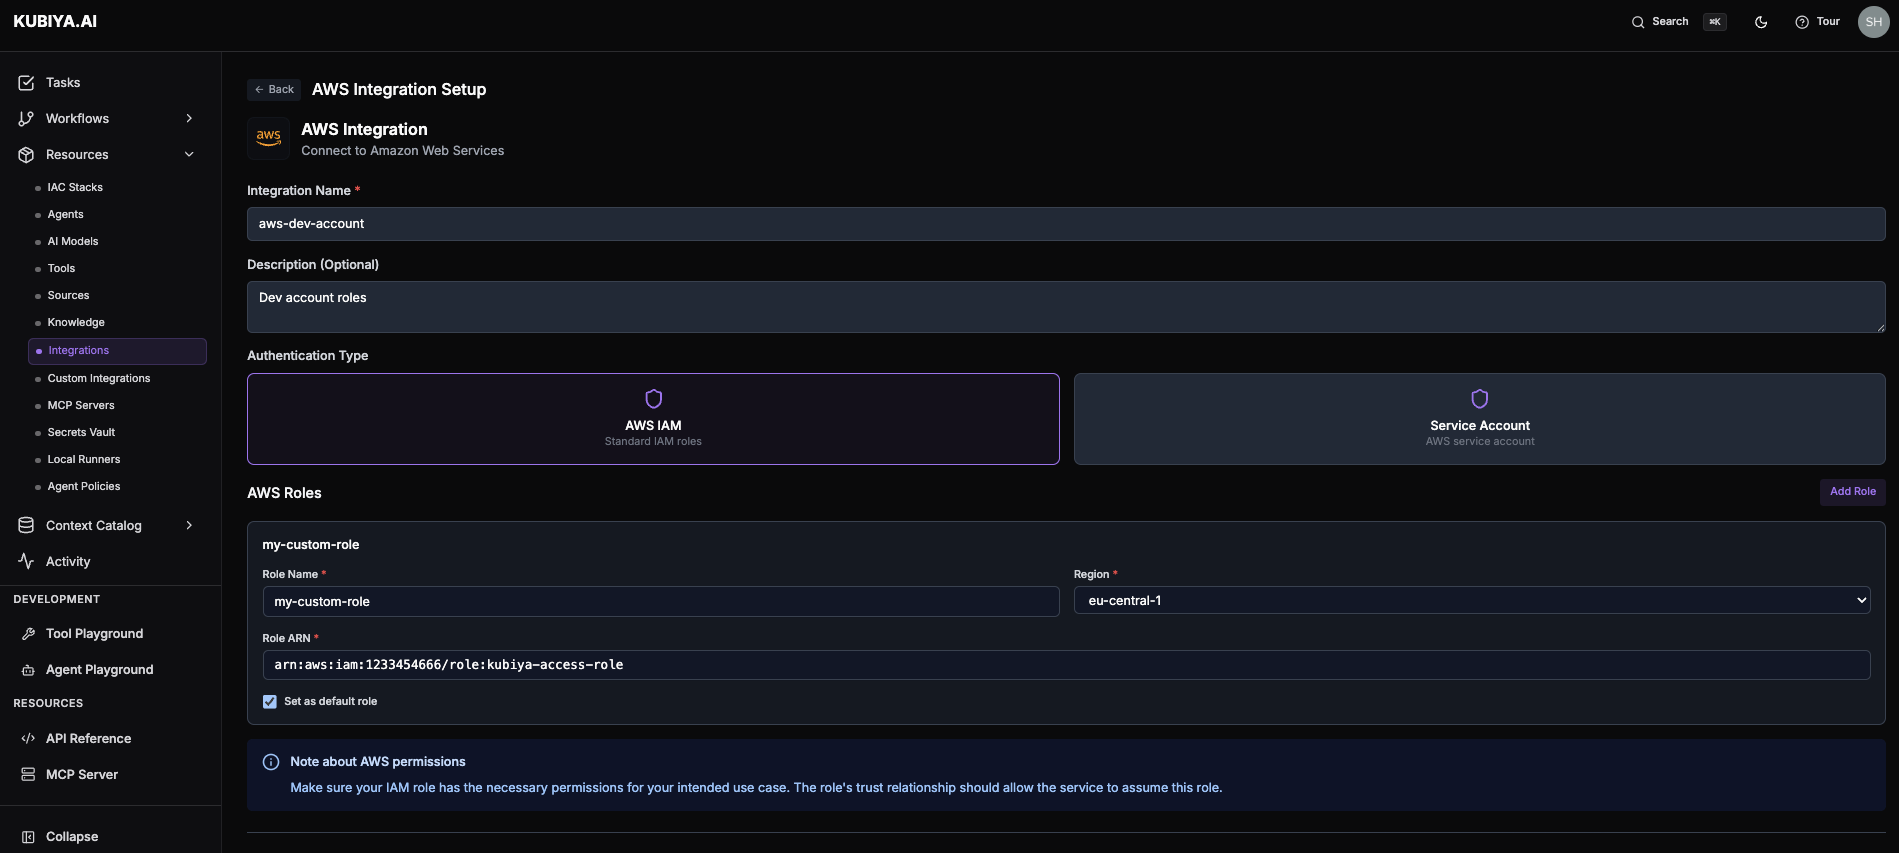 KUBIYA.AI
Search ⌘K Tour SH
Tasks
Workflows
Resources
IAC Stacks
Agents
AI Models
Tools
Sources
Knowledge
Integrations
Custom Integrations
MCP Servers
Secrets Vault
Local Runners
Agent Policies
Context Catalog
Activity
DEVELOPMENT
Tool Playground
Agent Playground
RESOURCES
API Reference
MCP Server
Collapse
← Back AWS Integration Setup
aws
AWS Integration
Connect to Amazon Web Services
Integration Name *
aws-dev-account
Description (Optional)
Dev account roles
Authentication Type
AWS IAM
Standard IAM roles
Service Account
AWS service account
AWS Roles
Add Role
my-custom-role
Role Name *
my-custom-role
Region *
eu-central-1
Role ARN *
arn:aws:iam:1233454666/role:kubiya-access-role
Set as default role
Note about AWS permissions
Make sure your IAM role has the necessary permissions for your intended use case. The role's trust relationship should allow the service to assume this role.